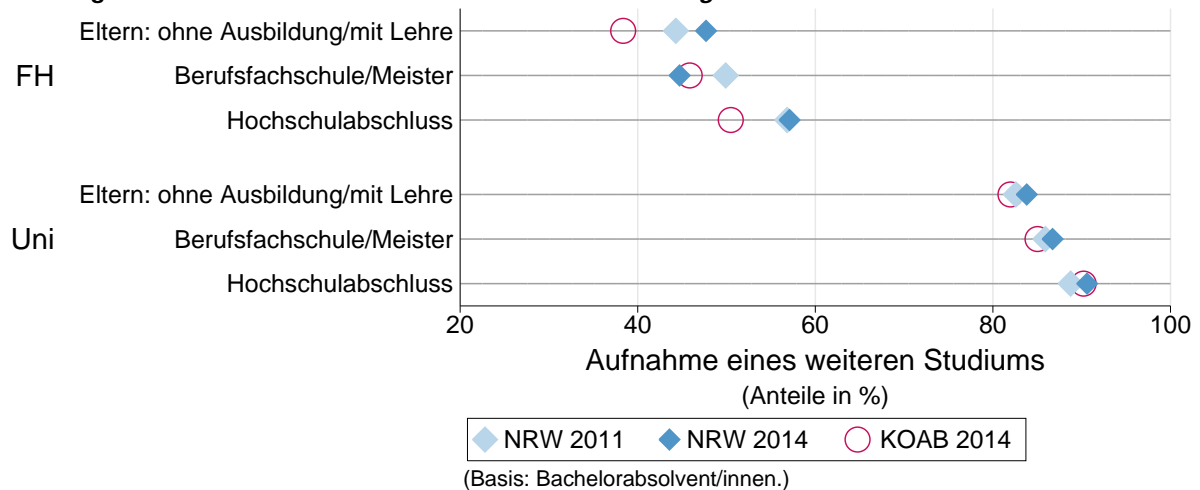 Eltern: ohne Ausbildung/mit Lehre
FH
Berufsfachschule/Meister
Hochschulabschluss
Eltern: ohne Ausbildung/mit Lehre
Uni
Berufsfachschule/Meister
Hochschulabschluss
20 40 60 80 100
Aufnahme eines weiteren Studiums
(Anteile in %)
NRW 2011 NRW 2014 KOAB 2014
(Basis: Bachelorabsolvent/innen.)